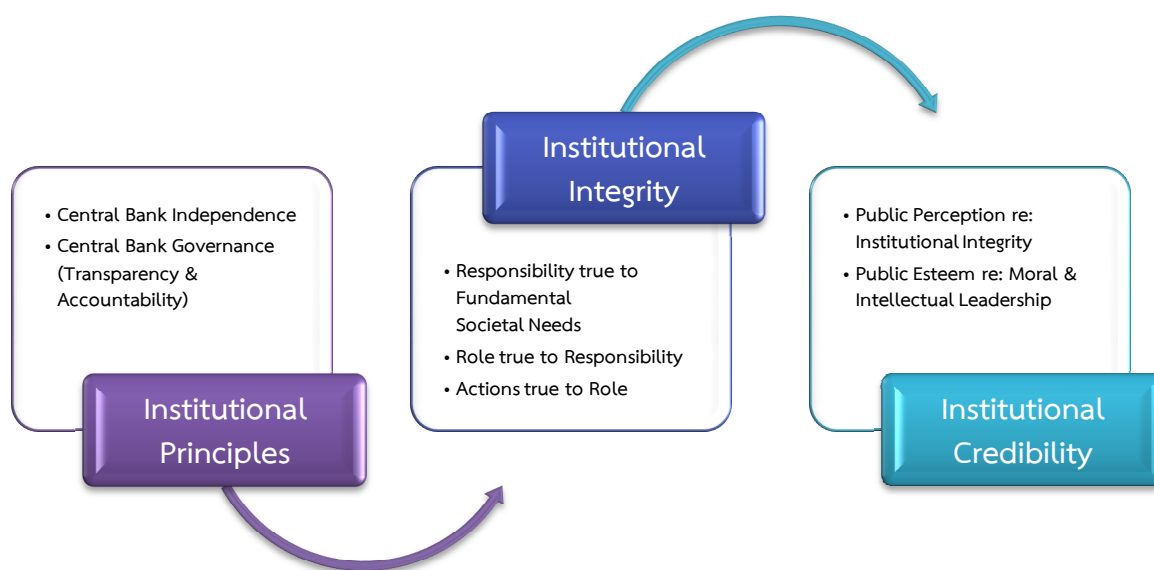 • Central Bank Independence
• Central Bank Governance
(Transparency &
Accountability)
Institutional
Principles
Institutional
Integrity
• Responsibility true to
Fundamental
Societal Needs
• Role true to Responsibility
• Actions true to Role
• Public Perception re:
Institutional Integrity
• Public Esteem re: Moral &
Intellectual Leadership
Institutional
Credibility